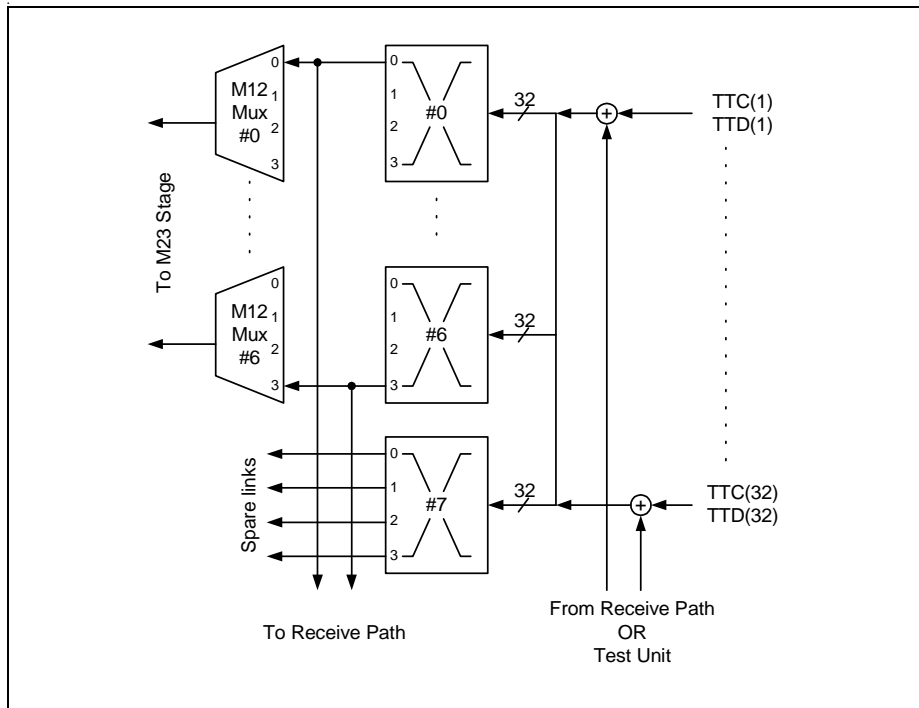 0
M12
Mux
#0
1
2
3
0
1
2
3
#0
32
TTC(1)
TTD(1)
To M23 Stage
0
M12
Mux
#6
1
2
3
0
1
2
3
#6
32
Spare links
0
1
2
3
#7
32
TTC(32)
TTD(32)
To Receive Path
From Receive Path
OR
Test Unit